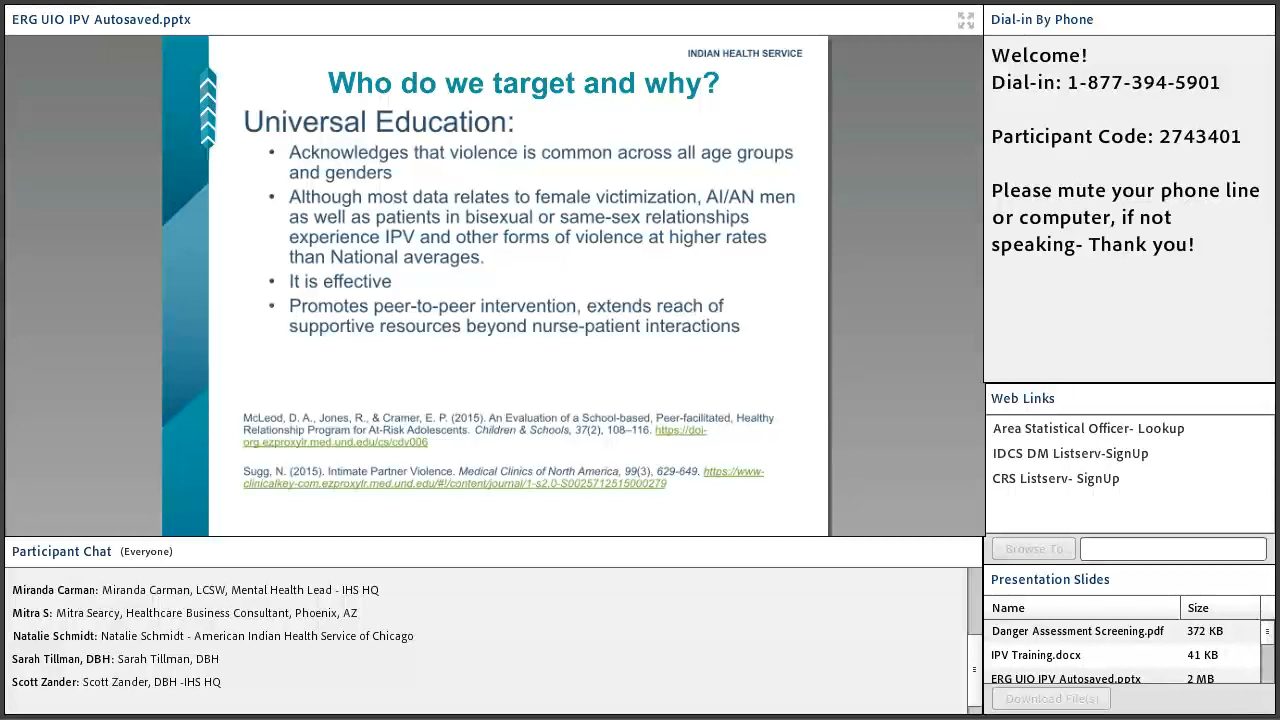 ERG UIO IPV Autosaved.pptx
INDIAN HEALTH SERVICE
Who do we target and why?
Universal Education:
• Acknowledges that violence is common across all age groups
and genders
• Although most data relates to female victimization, AI/AN men
as well as patients in bisexual or same-sex relationships
experience IPV and other forms of violence at higher rates
than National averages.
• It is effective
• Promotes peer-to-peer intervention, extends reach of
supportive resources beyond nurse-patient interactions
McLeod, D. A., Jones, R., & Cramer, E. P. (2015). An Evaluation of a School-based, Peer-facilitated, Healthy
Relationship Program for At-Risk Adolescents. Children & Schools, 37(2), 108–116. https://doi-
org.ezproxylr.med.und.edu/cs/cdv006
Sugg, N. (2015). Intimate Partner Violence. Medical Clinics of North America, 99(3), 629-649. https://www-
clinicalkey-com.ezproxylr.med.und.edu/#!/content/journal/1-s2.0-S0025712515000279
Participant Chat (Everyone)
Miranda Carman: Miranda Carman, LCSW, Mental Health Lead - IHS HQ
Mitra S: Mitra Searcy, Healthcare Business Consultant, Phoenix, AZ
Natalie Schmidt: Natalie Schmidt - American Indian Health Service of Chicago
Sarah Tillman, DBH: Sarah Tillman, DBH
Scott Zander: Scott Zander, DBH -IHS HQ
Dial-in By Phone
Welcome!
Dial-in: 1-877-394-5901
Participant Code: 2743401
Please mute your phone line
or computer, if not
speaking- Thank you!
Web Links
Area Statistical Officer- Lookup
IDCS DM Listserv-SignUp
CRS Listserv- SignUp
Browse To
Presentation Slides
Name Size
Danger Assessment Screening.pdf 372 KB
IPV Training.docx 41 KB
ERG UIO IPV Autosaved.pptx 2 MB
Download File(s)